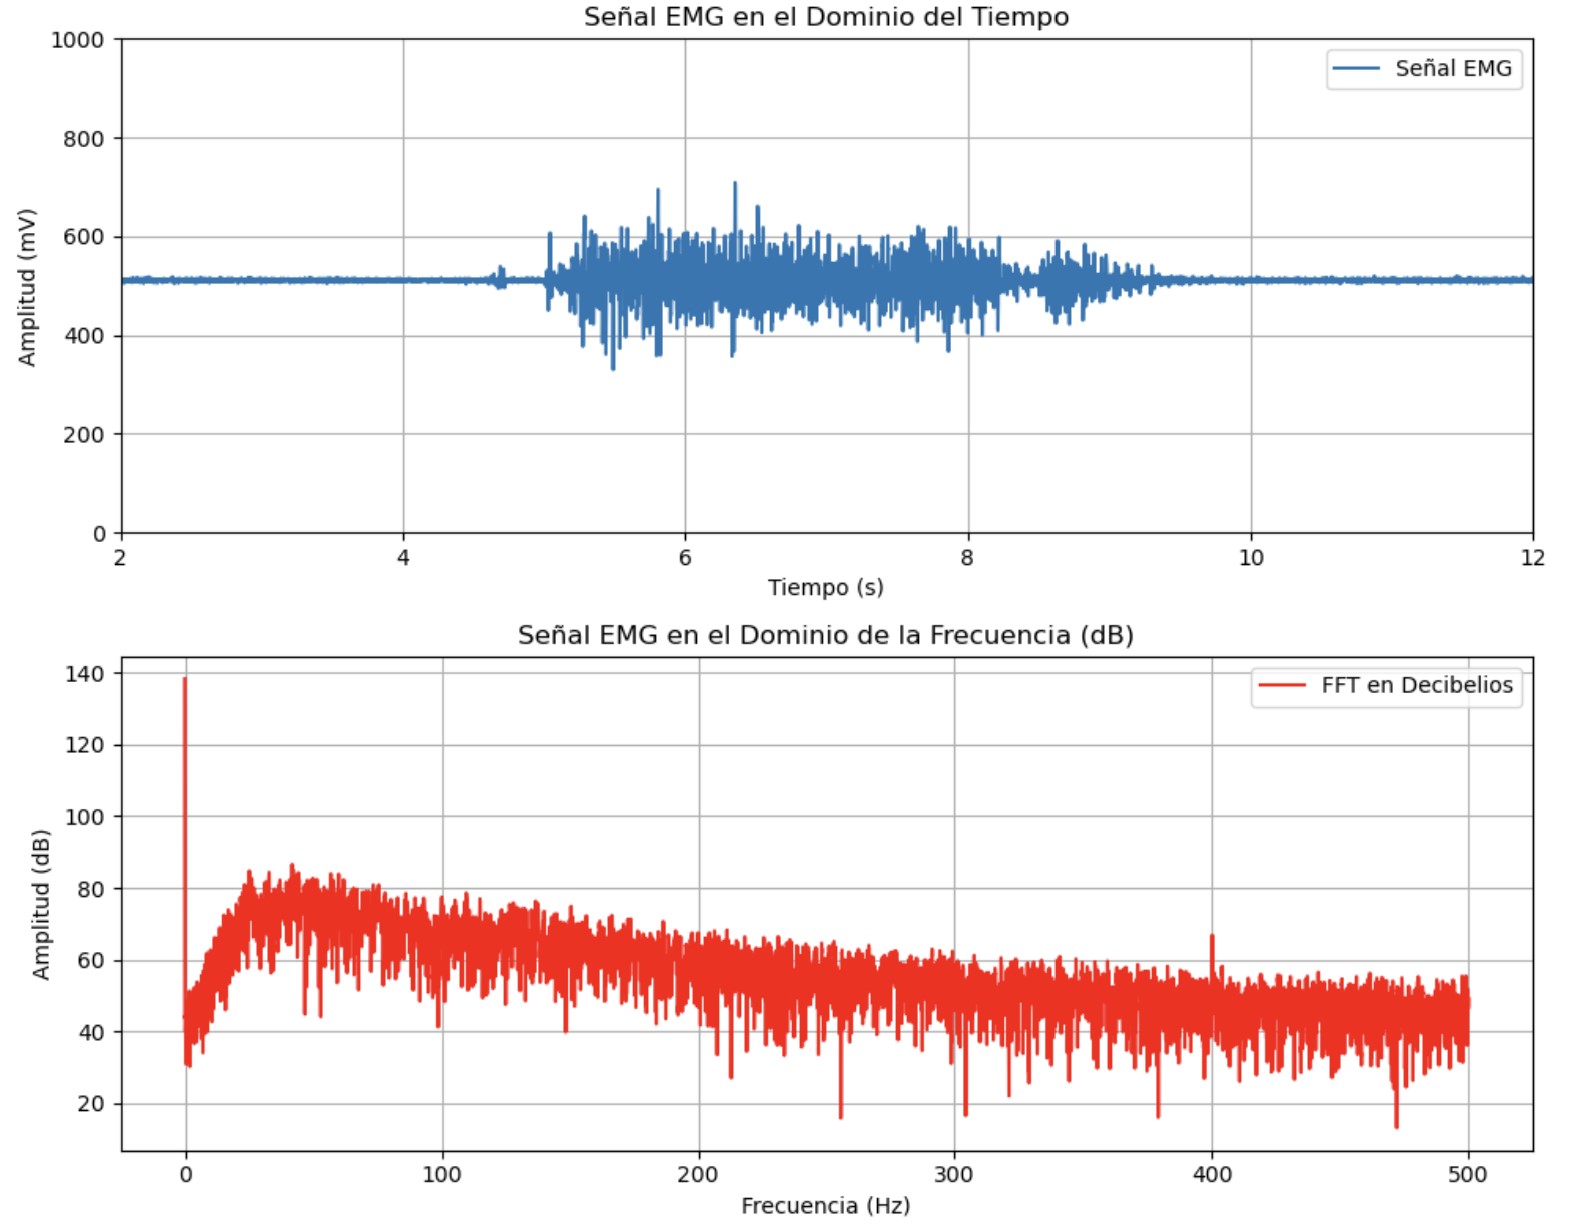 Señal EMG en el Dominio del Tiempo
1000
800
600
400
200
0
Amplitud (mV)
Señal EMG
2 4 6 8 10 12
Tiempo (s)
Señal EMG en el Dominio de la Frecuencia (dB)
140
120
100
80
60
40
20
Amplitud (dB)
FFT en Decibelios
0 100 200 300 400 500
Frecuencia (Hz)